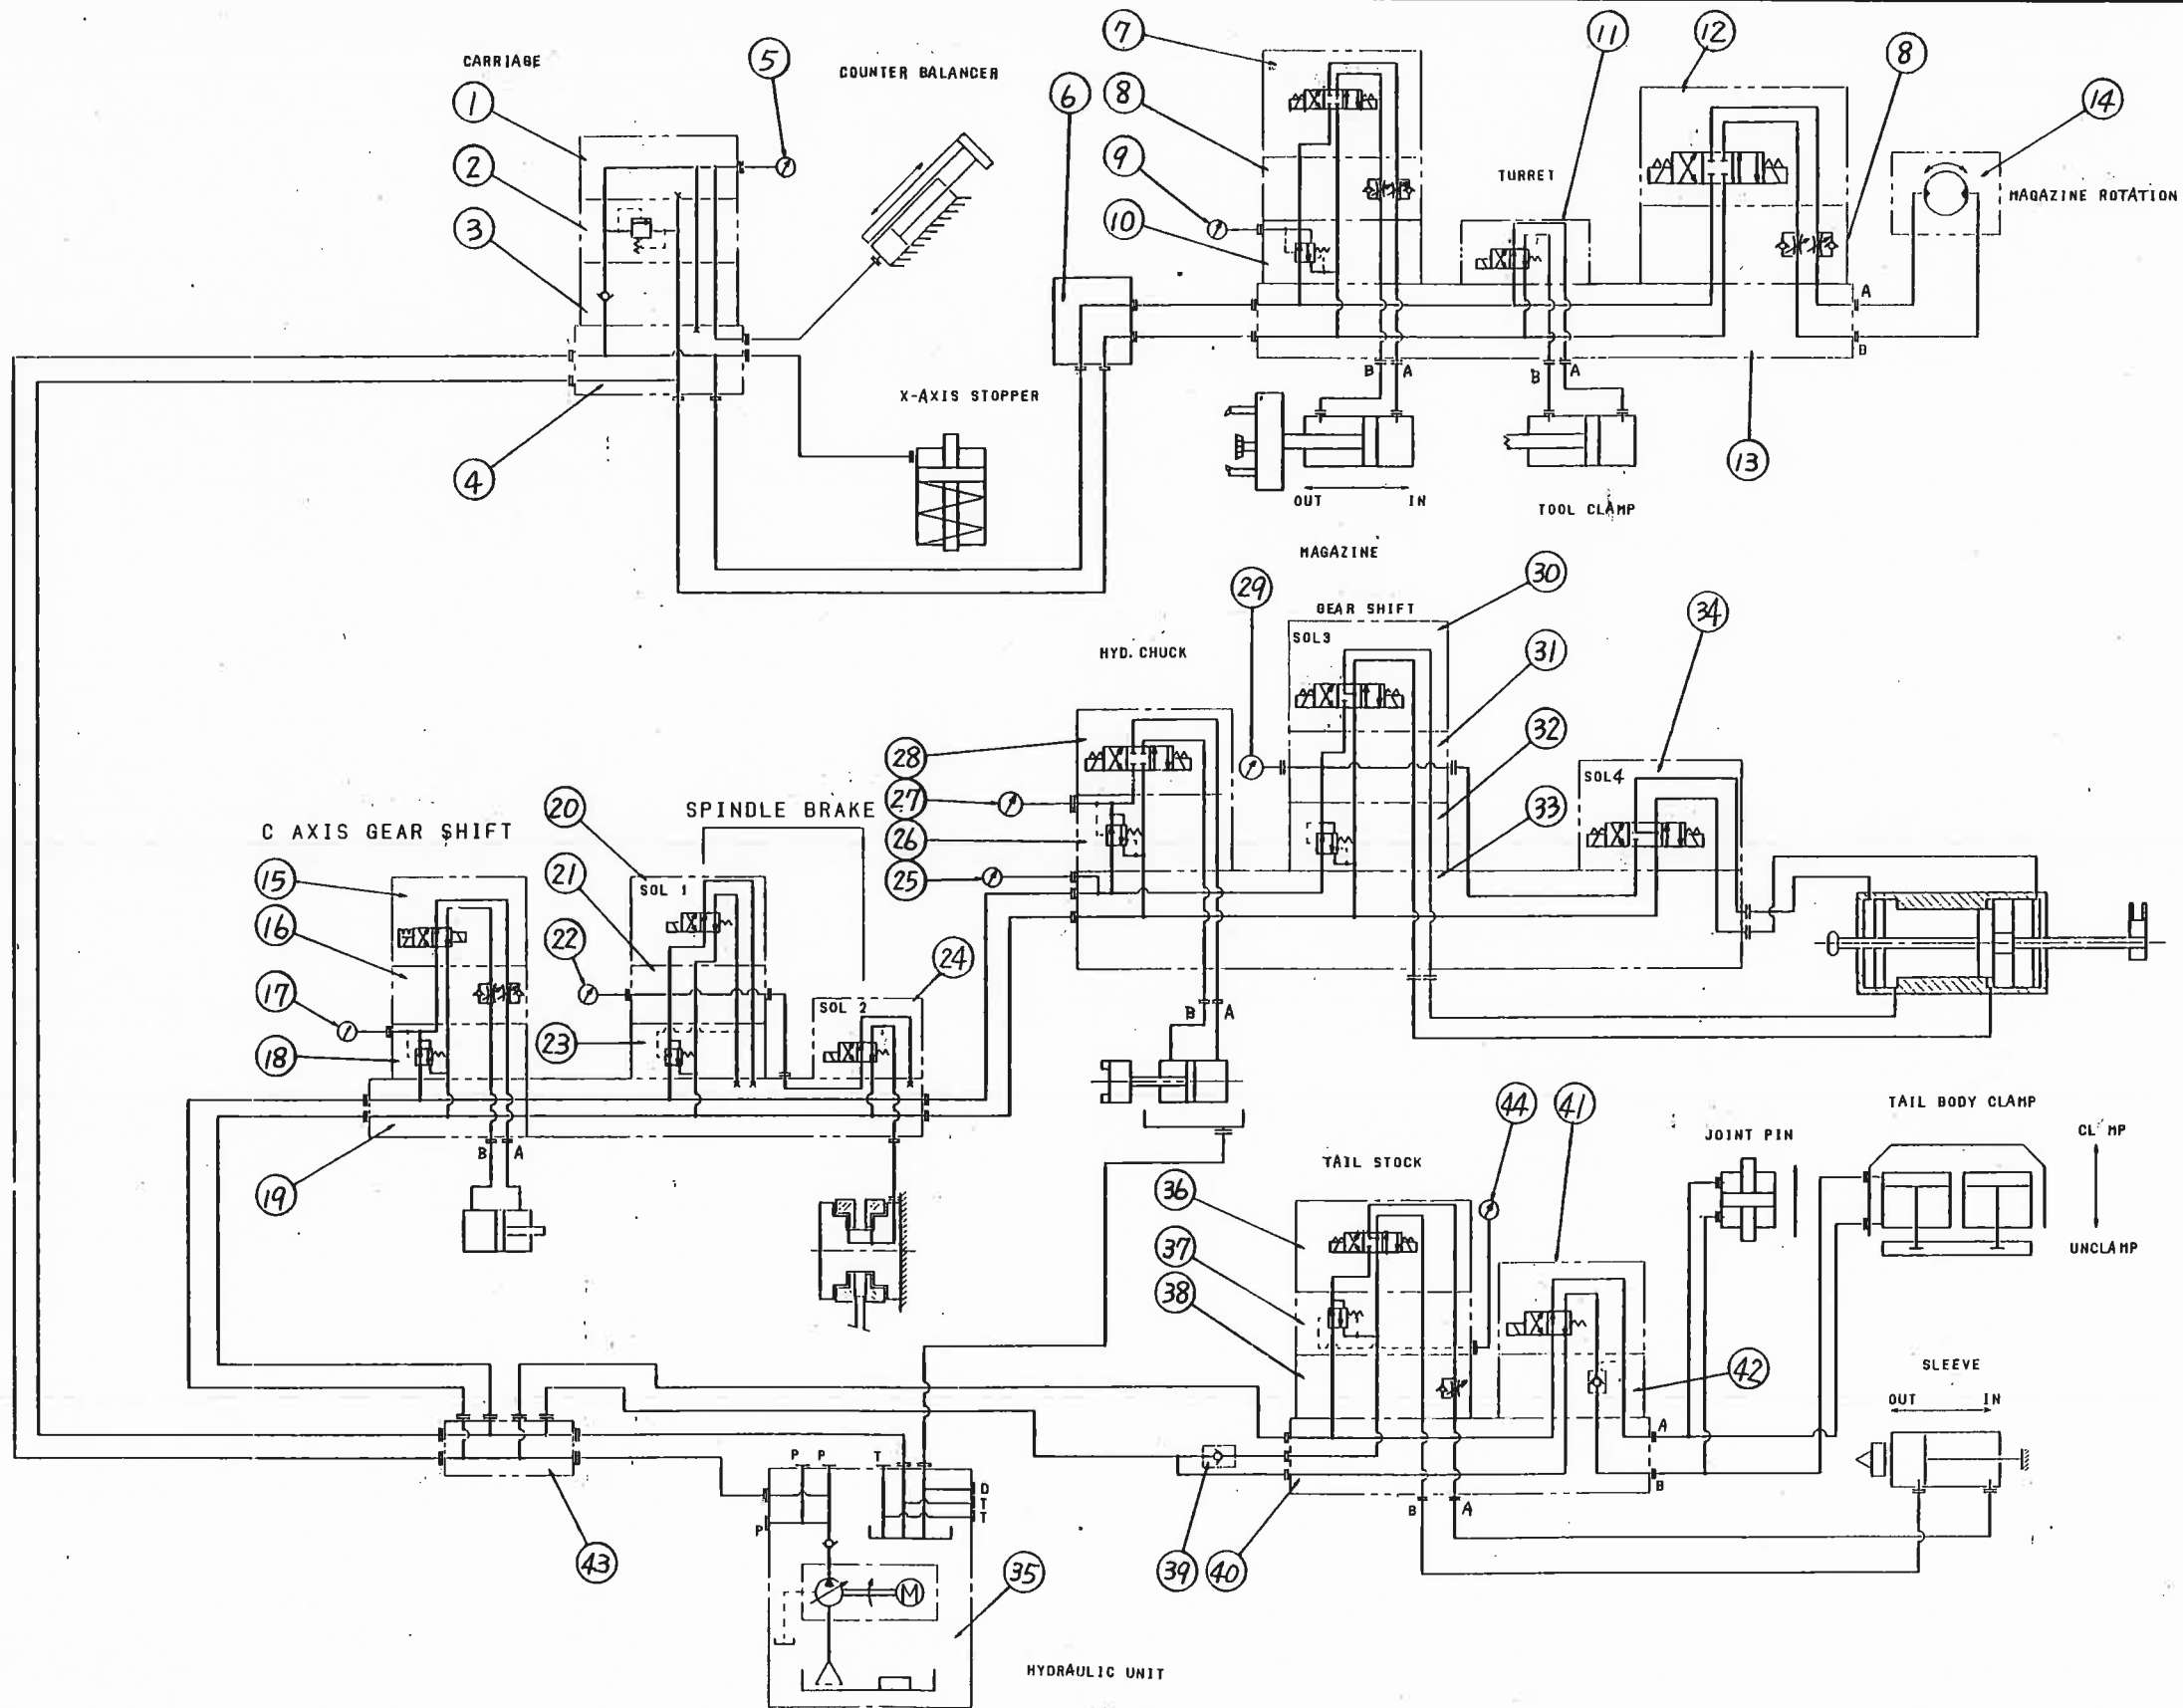 CARRIAGE
COUNTER BALANCER
1
2
3
4
5
6
X-AXIS STOPPER
7
8
9
10
TURRET
11
12
8
14
MAGAZINE ROTATION
A
B
B A
B A
13
OUT IN
TOOL CLAMP
MAGAZINE
C AXIS GEAR SHIFT
15
16
17
18
19
B A
SPINDLE BRAKE
20
SOL 1
21
22
23
24
SOL 2
HYD. CHUCK
28
27
26
25
B A
29
GEAR SHIFT
SOL3
30
31
32
33
34
SOL4
43
P P T
D
T
T
P
M
35
HYDRAULIC UNIT
TAIL STOCK
36
37
38
39
40
44
41
42
A
B
B A
JOINT PIN
TAIL BODY CLAMP
CL MP
UNCLAMP
SLEEVE
OUT IN